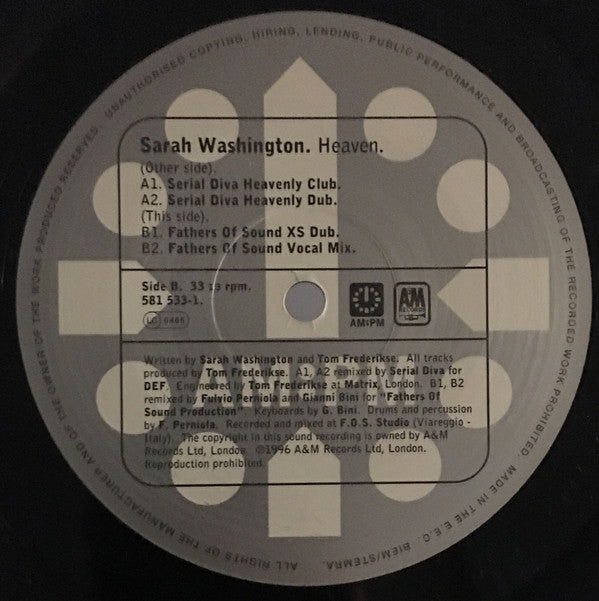 UNAUTHORISED COPYING, HIRING, LENDING, PUBLIC PERFORMANCE AND BROADCASTING OF THE RECORDED WORK PROHIBITED. MADE IN THE E.E.C. BIEM/STEMRA.
ALL RIGHTS OF THE MANUFACTURER AND OF THE OWNER OF THE WORK PRODUCED RESERVED.
Sarah Washington. Heaven.
(Other side).
A1. Serial Diva Heavenly Club.
A2. Serial Diva Heavenly Dub.
(This side).
B1. Fathers Of Sound XS Dub.
B2. Fathers Of Sound Vocal Mix.
Side B. 33 1/3 rpm.
581 533-1.
LC 0485
AM:PM
A&M
RECORDS
Written by Sarah Washington and Tom Frederikse. All tracks
produced by Tom Frederikse. A1, A2 remixed by Serial Diva for
DEF. Engineered by Tom Frederikse at Matrix, London. B1, B2
remixed by Fulvio Perniola and Gianni Bini for "Fathers Of
Sound Production". Keyboards by G. Bini. Drums and percussion
by F. Perniola. Recorded and mixed at F.O.S. Studio (Viareggio -
Italy). The copyright in this sound recording is owned by A&M
Records Ltd, London. ℗1996 A&M Records Ltd, London.
Reproduction prohibited.